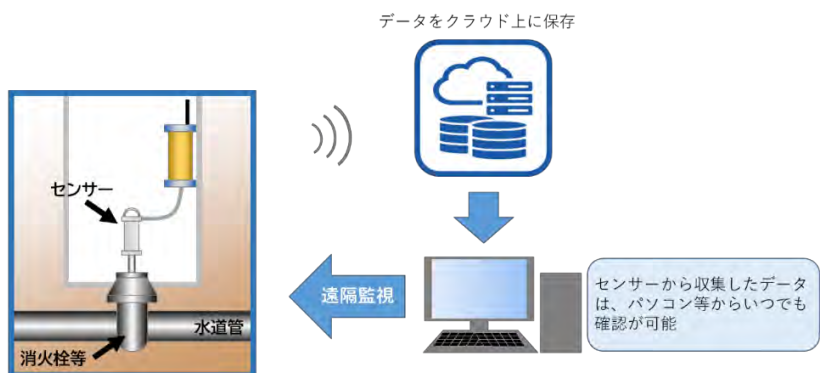 データをクラウド上に保存
センサー
水道管
消火栓等
遠隔監視
センサーから収集したデータ
は、パソコン等からいつでも
確認が可能